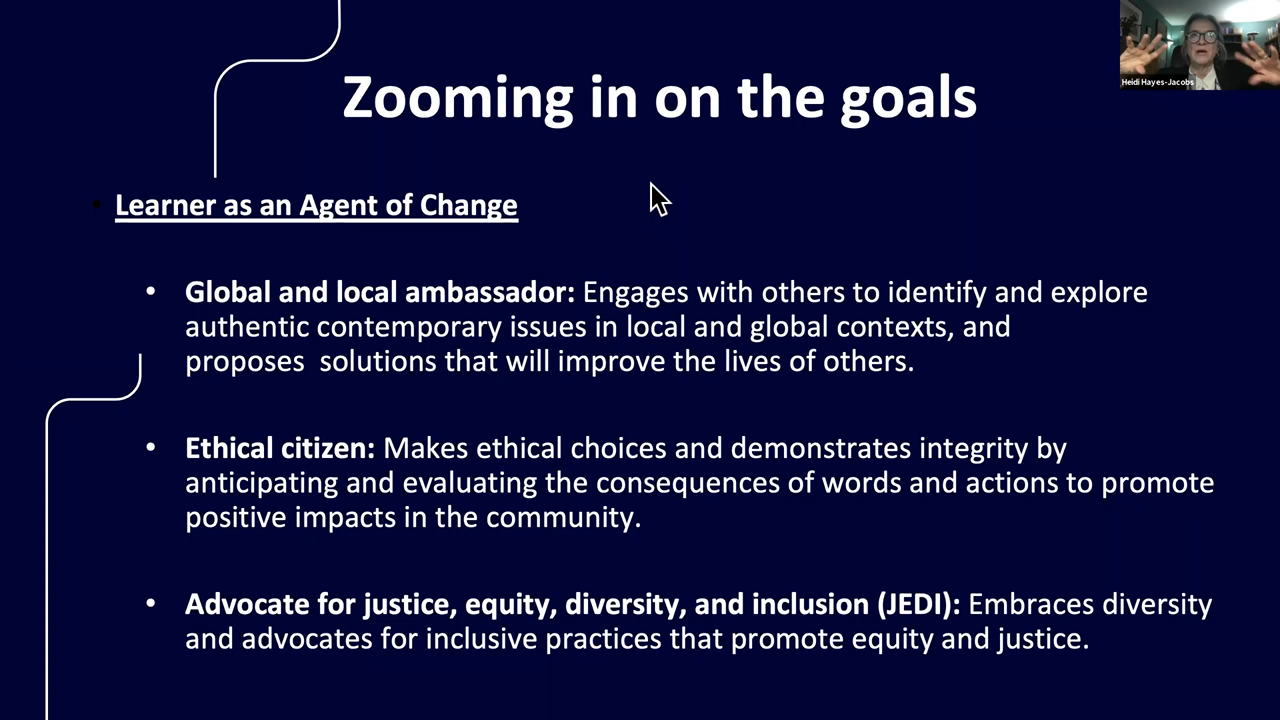 Heidi Hayes-Jacobs
Zooming in on the goals
Learner as an Agent of Change
• Global and local ambassador: Engages with others to identify and explore
authentic contemporary issues in local and global contexts, and
proposes  solutions that will improve the lives of others.
• Ethical citizen: Makes ethical choices and demonstrates integrity by
anticipating and evaluating the consequences of words and actions to promote
positive impacts in the community.
• Advocate for justice, equity, diversity, and inclusion (JEDI): Embraces diversity
and advocates for inclusive practices that promote equity and justice.